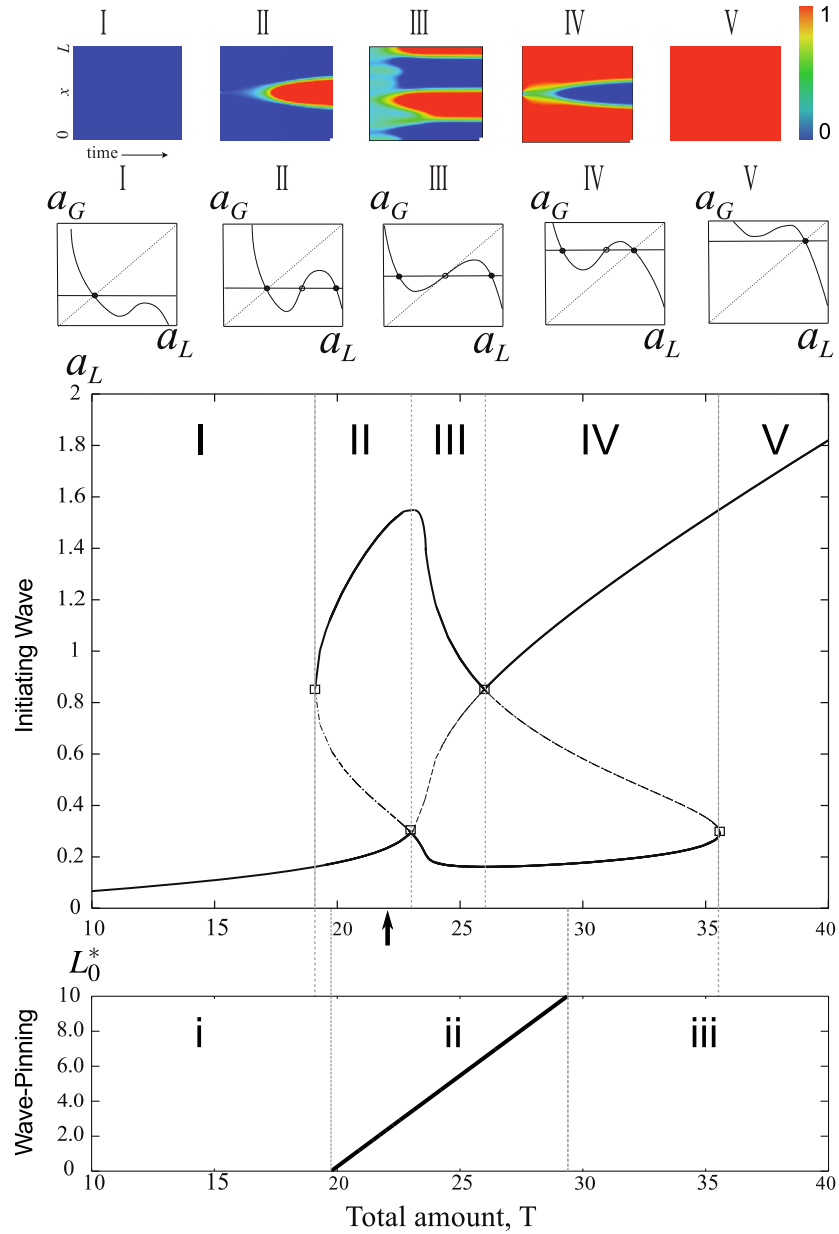 I II III IV V
L
x
0
1
0
time
I II III IV V
a_G a_G a_G a_G a_G
a_L a_L a_L a_L a_L
a_L
2
1.8
1.6
1.4
1.2
1
0.8
0.6
0.4
0.2
0
Initiating Wave
I II III IV V
10 15 20 25 30 35 40
L_0^*
10
8.0
6.0
4.0
2.0
0
Wave-Pinning
i ii iii
10 15 20 25 30 35 40
Total amount, T